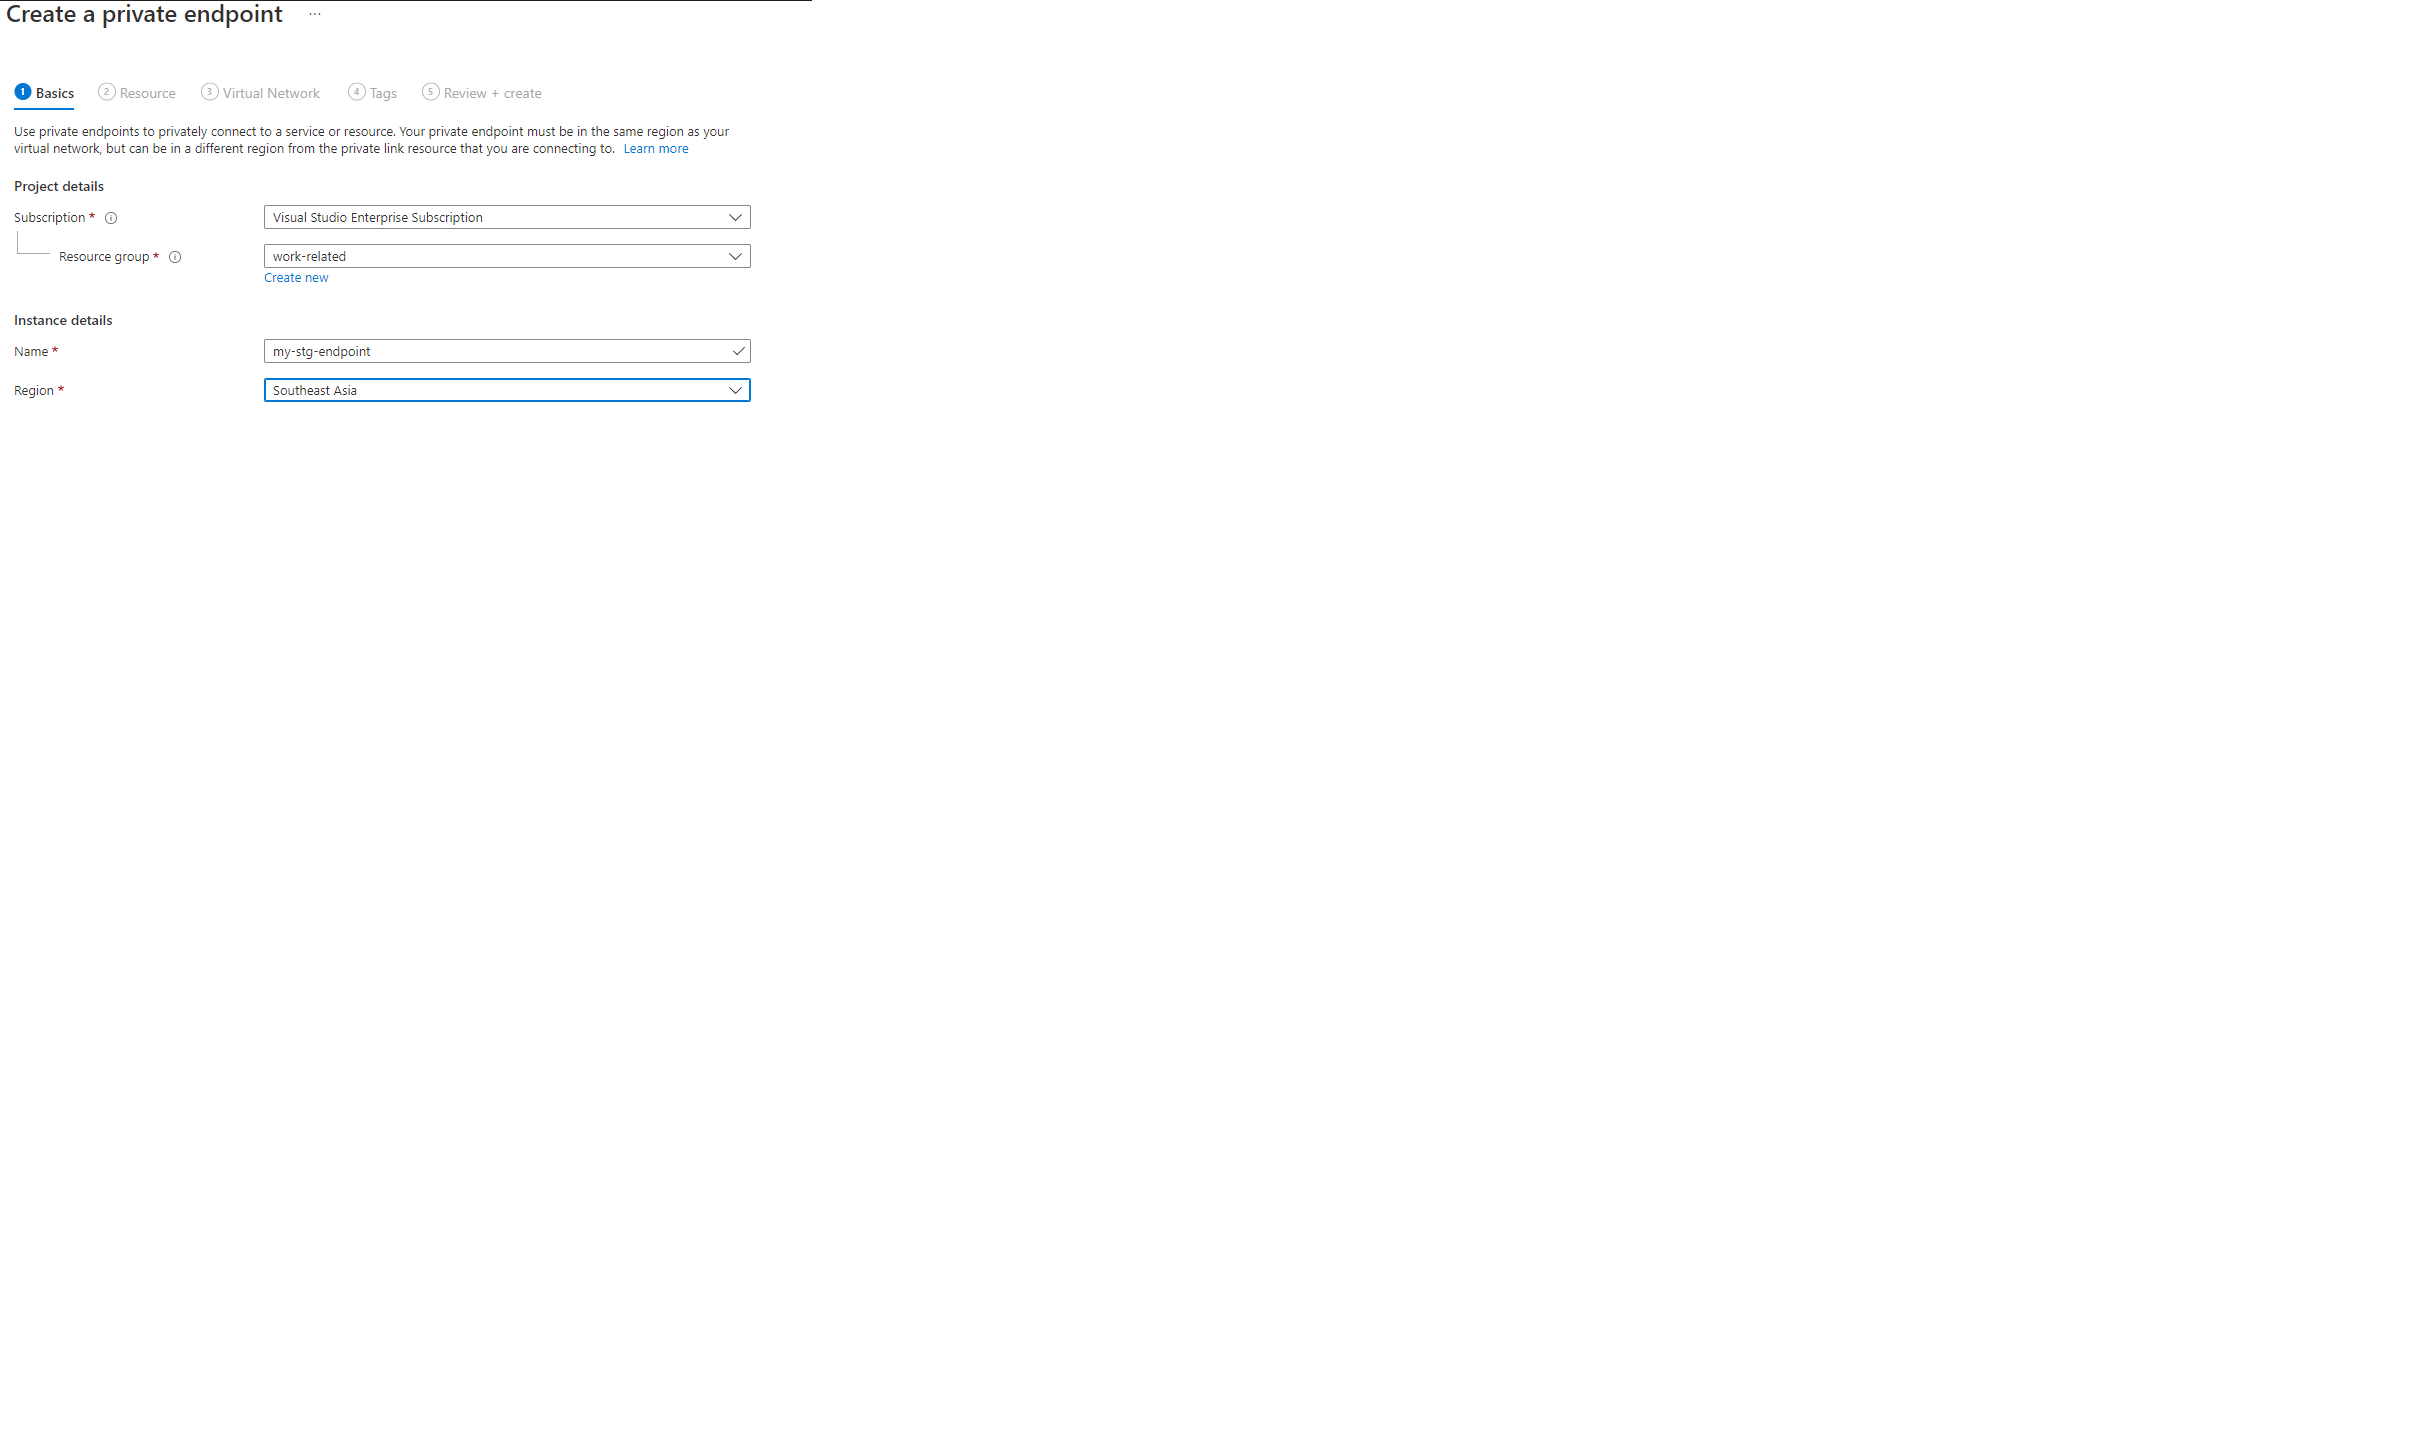 Create a private endpoint ...
1 Basics 2 Resource 3 Virtual Network 4 Tags 5 Review + create
Use private endpoints to privately connect to a service or resource. Your private endpoint must be in the same region as your
virtual network, but can be in a different region from the private link resource that you are connecting to. Learn more
Project details
Subscription * Visual Studio Enterprise Subscription
Resource group * work-related
Create new
Instance details
Name * my-stg-endpoint
Region * Southeast Asia